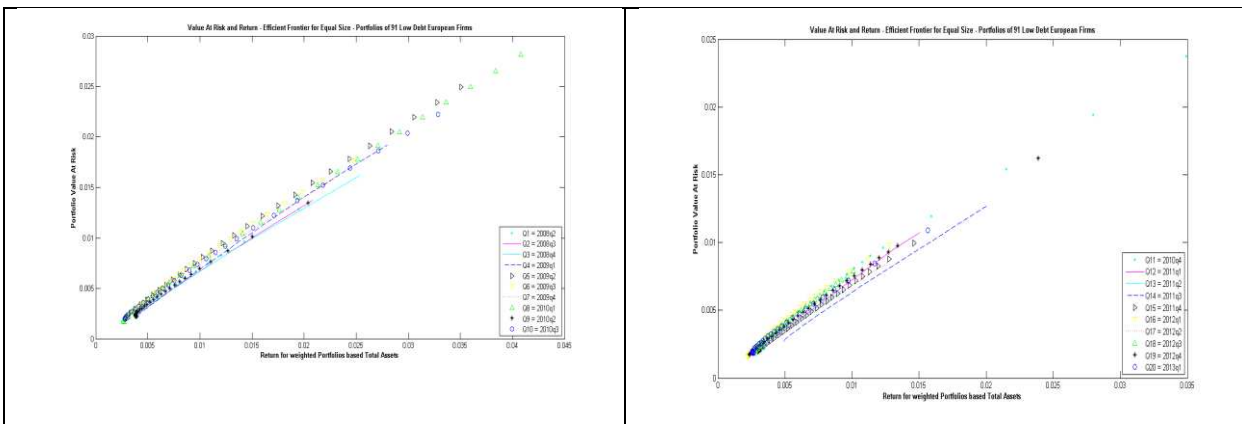 Value At Risk and Return - Efficient Frontier for Equal Size - Portfolios of 91 Low Debt European Firms
0.03
0.025
0.02
0.015
0.01
0.005
0
Portfolio Value At Risk
0 0.005 0.01 0.015 0.02 0.025 0.03 0.035 0.04 0.045
Return for weighted Portfolios based Total Assets
Q1 = 2008q2
Q2 = 2008q3
Q3 = 2008q4
Q4 = 2009q1
Q5 = 2009q2
Q6 = 2009q3
Q7 = 2009q4
Q8 = 2010q1
Q9 = 2010q2
Q10 = 2010q3
Value At Risk and Return - Efficient Frontier for Equal Size - Portfolios of 91 Low Debt European Firms
0.025
0.02
0.015
0.01
0.005
0
Portfolio Value At Risk
0 0.005 0.01 0.015 0.02 0.025 0.03 0.035
Return for weighted Portfolios based Total Assets
Q11 = 2010q4
Q12 = 2011q1
Q13 = 2011q2
Q14 = 2011q3
Q15 = 2011q4
Q16 = 2012q1
Q17 = 2012q2
Q18 = 2012q3
Q19 = 2012q4
Q20 = 2013q1